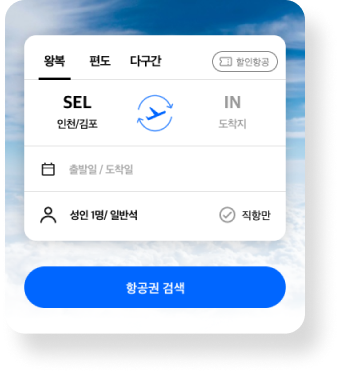 왕복 편도 다구간 할인항공
SEL IN
인천/김포 도착지
출발일 / 도착일
성인 1명/ 일반석 직항만
항공권 검색